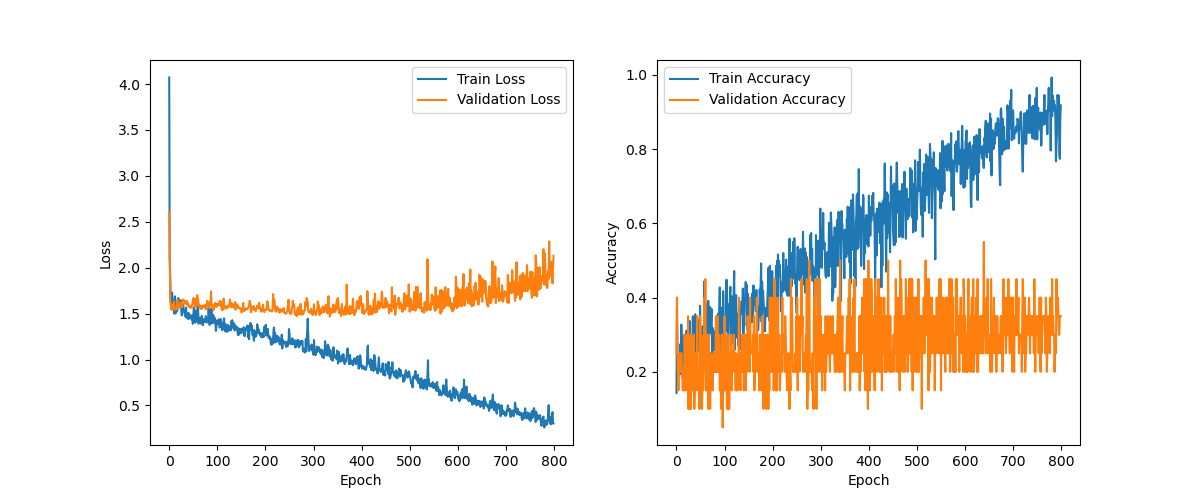 Train Loss
Validation Loss
4.0
3.5
3.0
2.5
2.0
1.5
1.0
0.5
Loss
0 100 200 300 400 500 600 700 800
Epoch
Train Accuracy
Validation Accuracy
1.0
0.8
0.6
0.4
0.2
Accuracy
0 100 200 300 400 500 600 700 800
Epoch